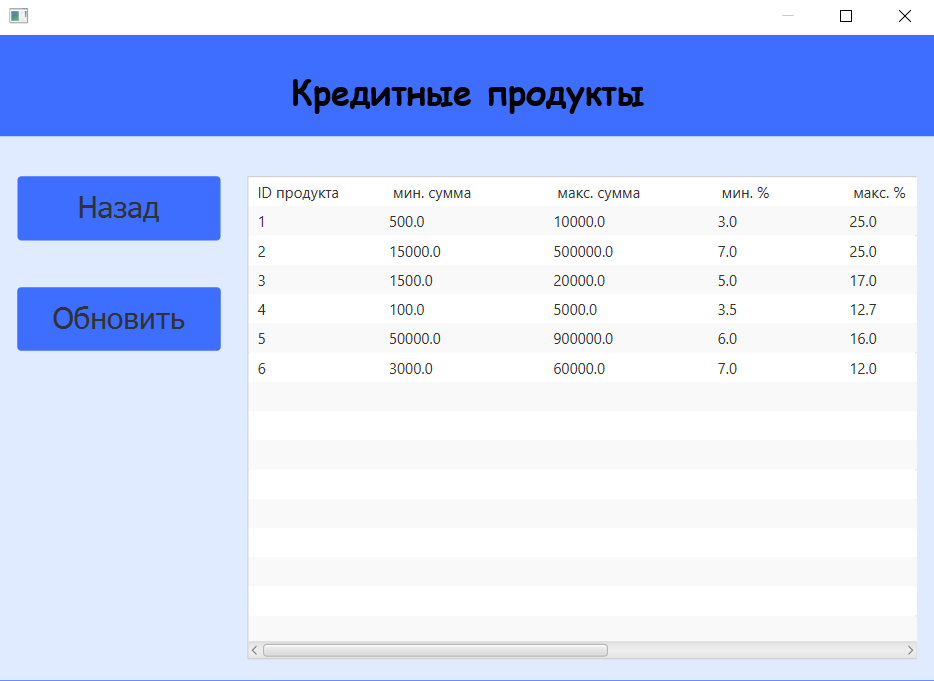 Кредитные продукты
Назад
Обновить
ID продукта мин. сумма макс. сумма мин. % макс. %
1 500.0 10000.0 3.0 25.0
2 15000.0 500000.0 7.0 25.0
3 1500.0 20000.0 5.0 17.0
4 100.0 5000.0 3.5 12.7
5 50000.0 900000.0 6.0 16.0
6 3000.0 60000.0 7.0 12.0